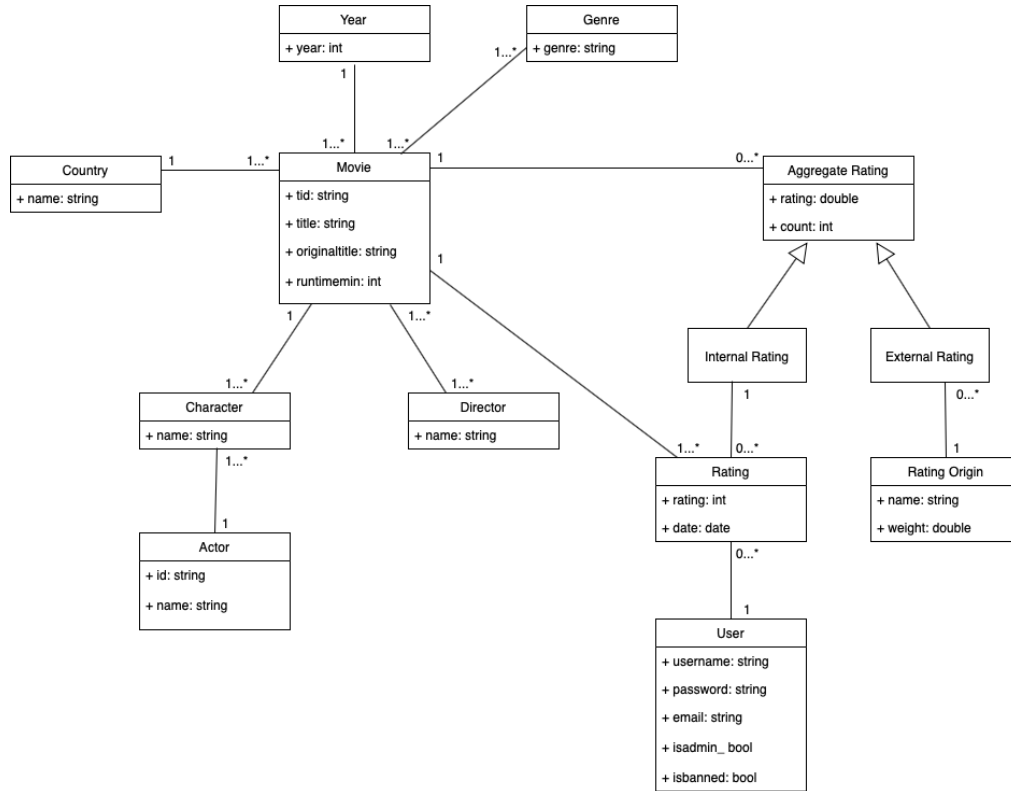 Year
+ year: int
1
1...*
Genre
+ genre: string
1...*
1...*
Country
+ name: string
1
1...*
Movie
+ tid: string
+ title: string
+ originaltitle: string
+ runtimemin: int
1
0...*
Aggregate Rating
+ rating: double
+ count: int
1
1
1...*
Internal Rating
External Rating
1
0...*
1...*
1...*
Character
+ name: string
Director
+ name: string
1...*
1
1...*
0...*
1
Rating
+ rating: int
+ date: date
Rating Origin
+ name: string
+ weight: double
Actor
+ id: string
+ name: string
0...*
1
User
+ username: string
+ password: string
+ email: string
+ isadmin_ bool
+ isbanned: bool